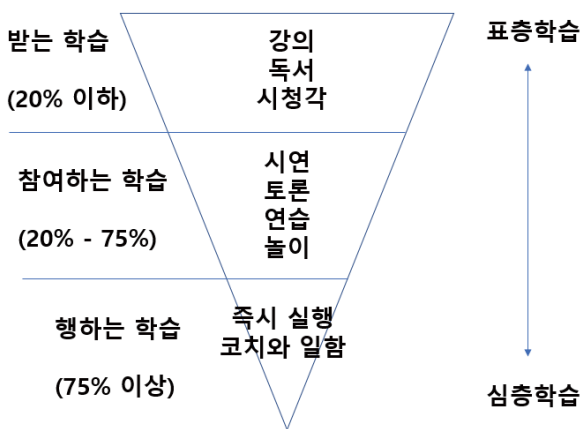 받는 학습
(20% 이하)
강의
독서
시청각
표층학습
참여하는 학습
(20% - 75%)
시연
토론
연습
놀이
행하는 학습
(75% 이상)
즉시 실행
코치와 일함
심층학습